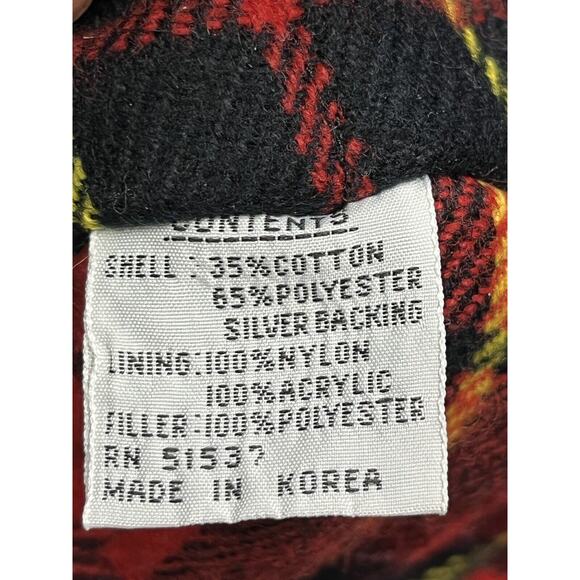 CONTENTS
SHELL : 35%COTTON
65%POLYESTER
SILVER BACKING
LINING:100%NYLON
100%ACRYLIC
FILLER:100%POLYESTER
RN 51537
MADE IN KOREA